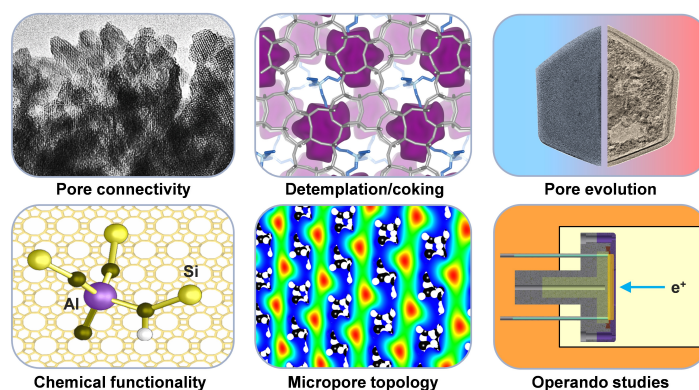 Pore connectivity
Detemplation/coking
Pore evolution
Si
Al
e⁺
Chemical functionality
Micropore topology
Operando studies